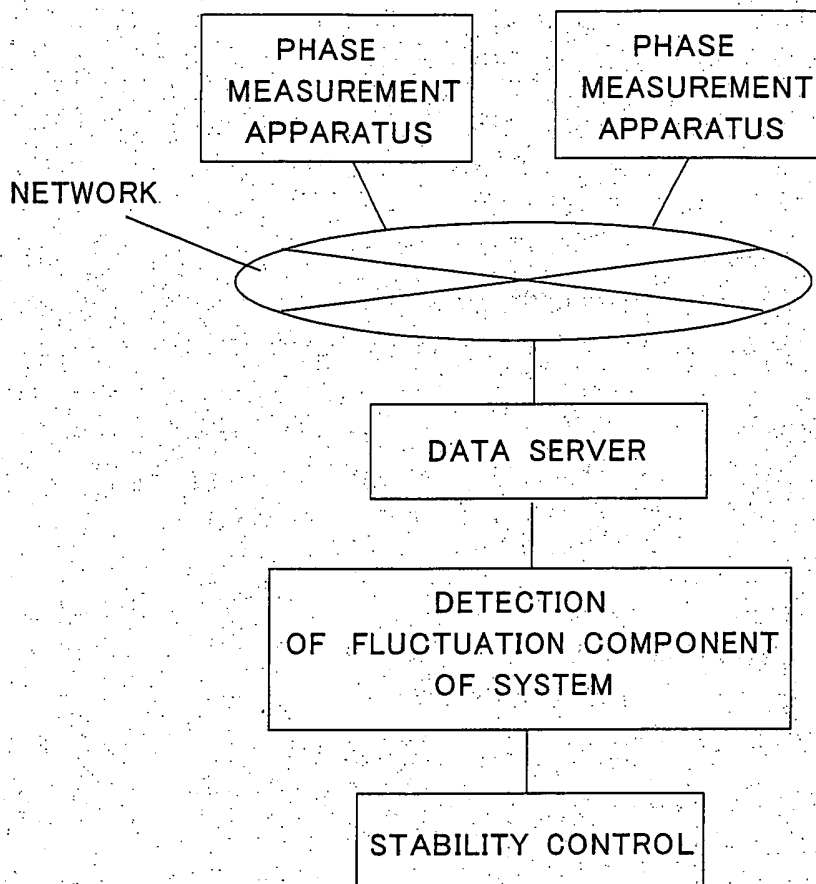 PHASE
MEASUREMENT
APPARATUS
PHASE
MEASUREMENT
APPARATUS
NETWORK
DATA SERVER
DETECTION
OF FLUCTUATION COMPONENT
OF SYSTEM
STABILITY CONTROL